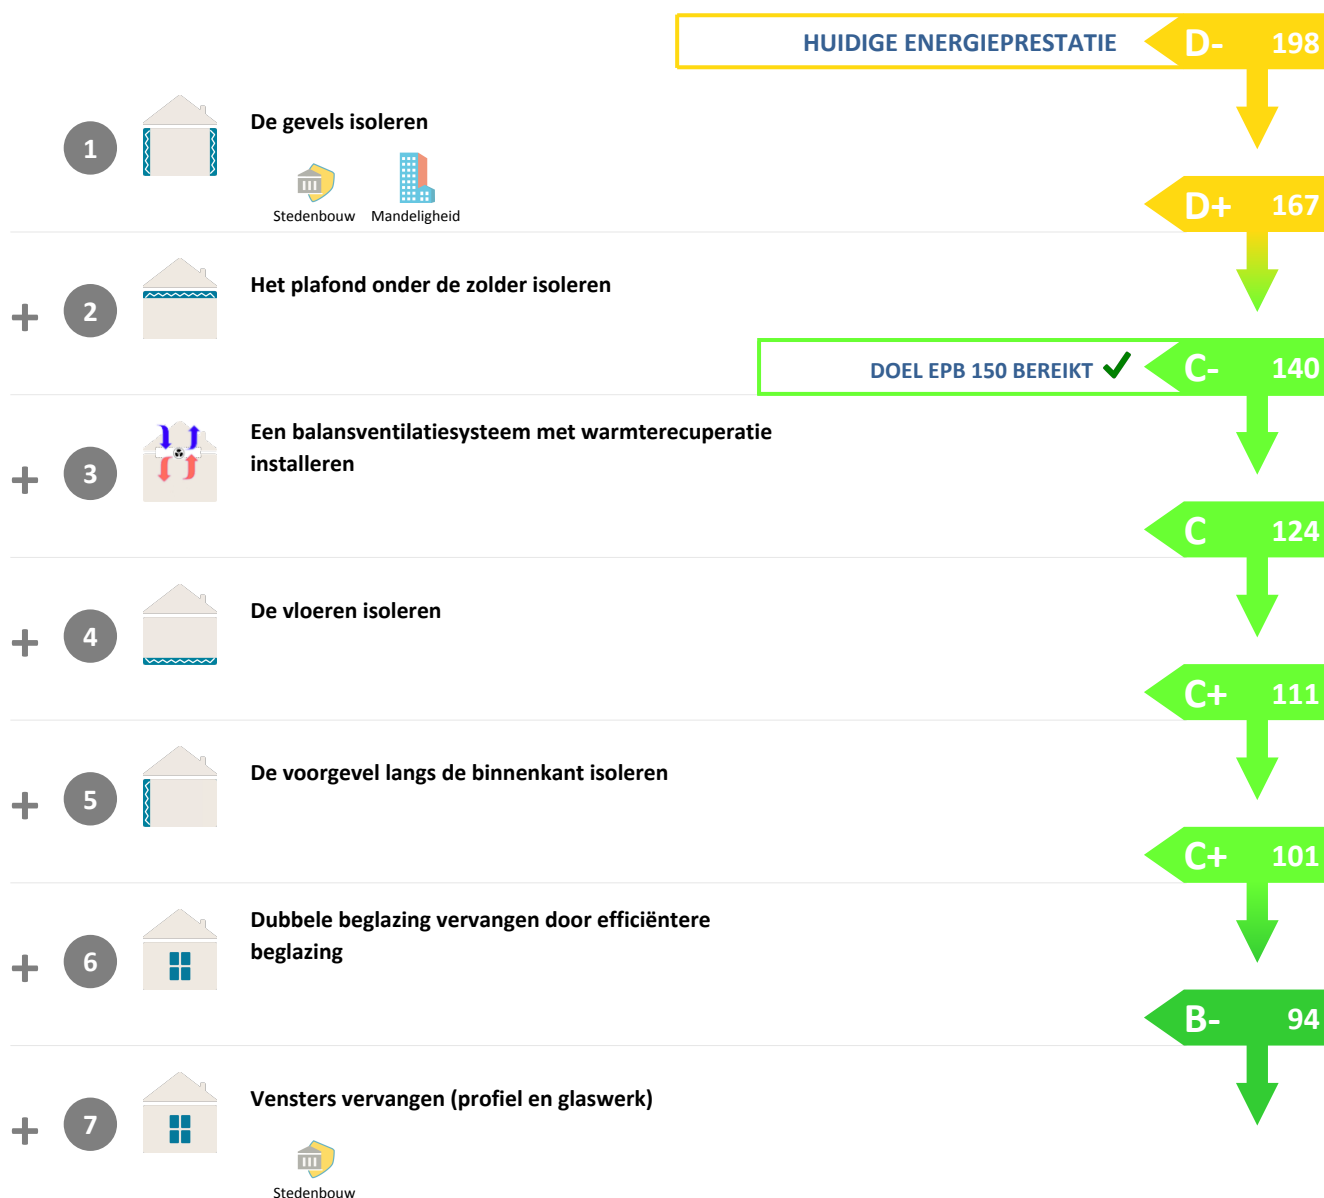 HUIDIGE ENERGIEPRESTATIE D- 198
1 De gevels isoleren
Stedenbouw Mandeligheid
D+ 167
+ 2 Het plafond onder de zolder isoleren
DOEL EPB 150 BEREIKT ✓ C- 140
+ 3 Een balansventilatiesysteem met warmterecuperatie
installeren
C 124
+ 4 De vloeren isoleren
C+ 111
+ 5 De voorgevel langs de binnenkant isoleren
C+ 101
+ 6 Dubbele beglazing vervangen door efficiëntere
beglazing
B- 94
+ 7 Vensters vervangen (profiel en glaswerk)
Stedenbouw